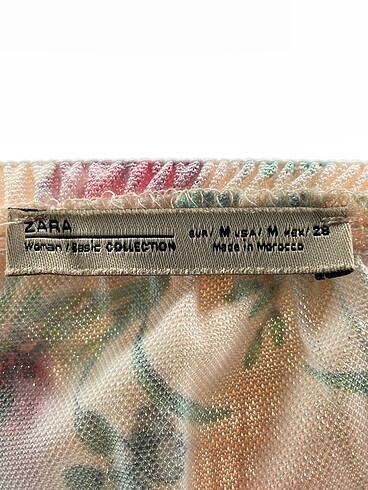 ZARA
Woman / Basic COLLECTION
EUR/ M USA/ M MEX/ 28
Made in Morocco